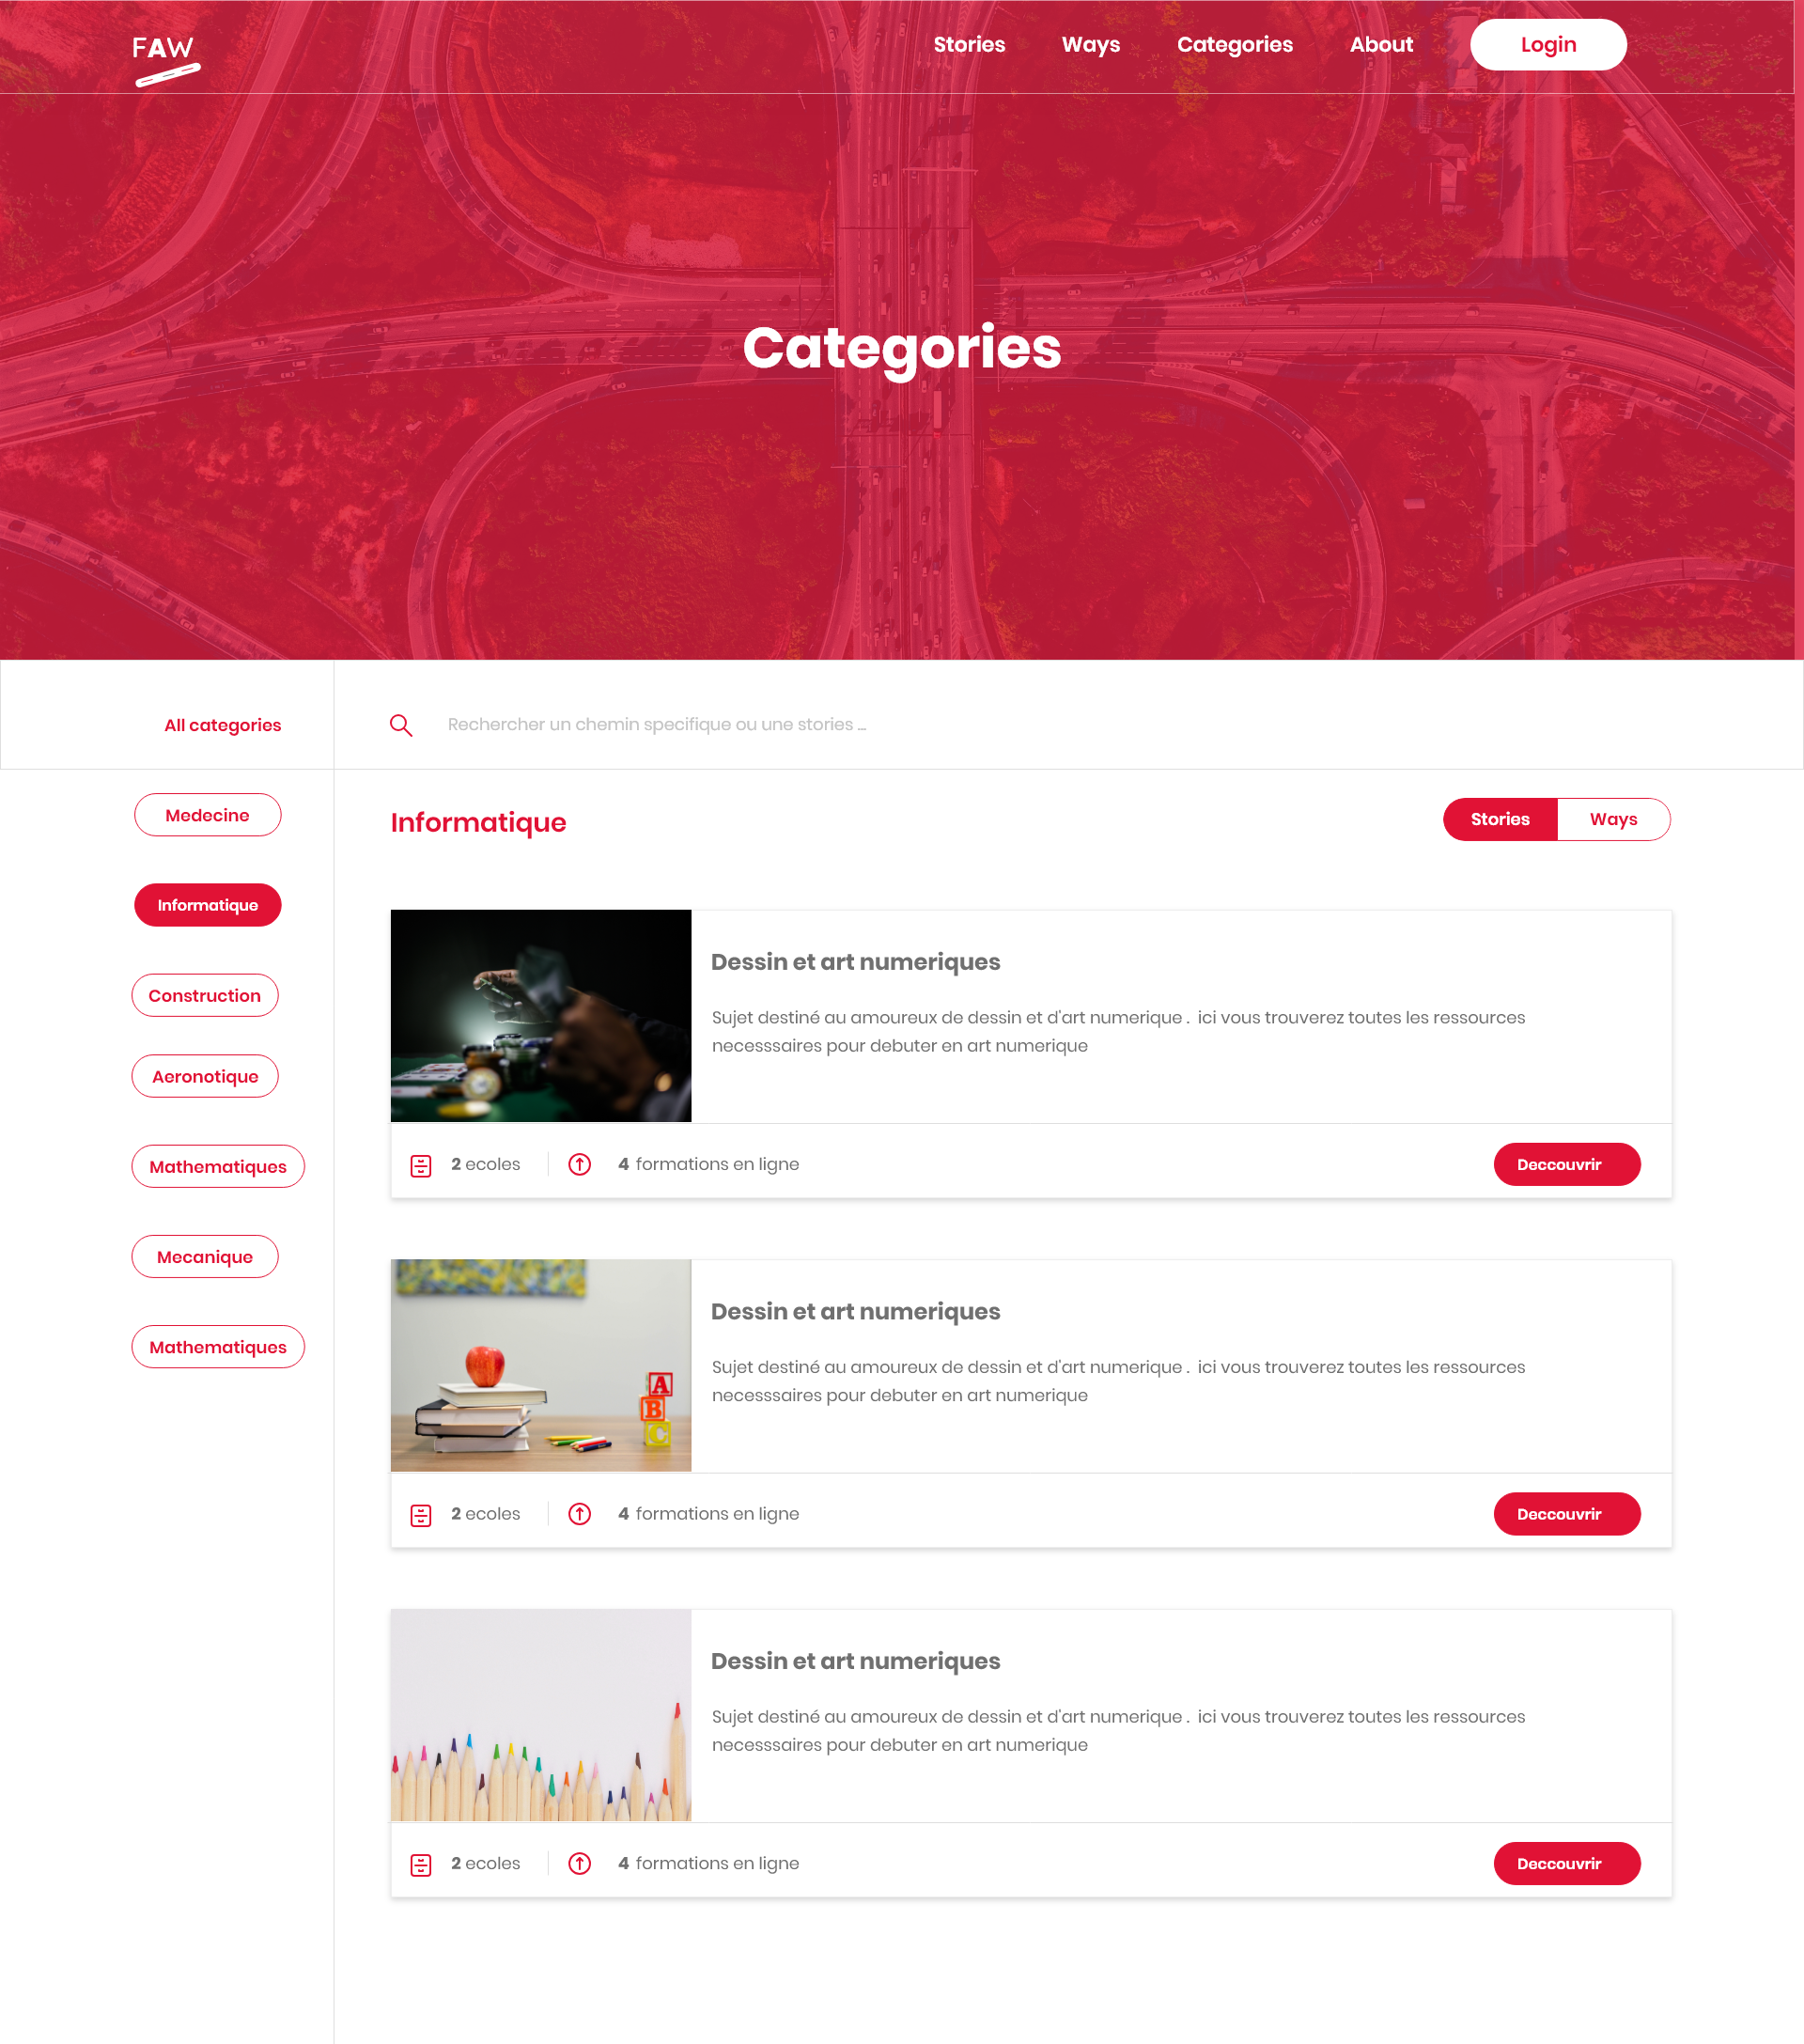 FAW
Stories Ways Categories About Login
Categories
All categories
Rechercher un chemin specifique ou une stories ...
Medecine
Informatique
Construction
Aeronotique
Mathematiques
Mecanique
Mathematiques
Informatique
Stories Ways
Dessin et art numeriques
Sujet destiné au amoureux de dessin et d'art numerique . ici vous trouverez toutes les ressources
necesssaires pour debuter en art numerique
2 ecoles 4 formations en ligne Deccouvrir
A
B
C
Dessin et art numeriques
Sujet destiné au amoureux de dessin et d'art numerique . ici vous trouverez toutes les ressources
necesssaires pour debuter en art numerique
2 ecoles 4 formations en ligne Deccouvrir
Dessin et art numeriques
Sujet destiné au amoureux de dessin et d'art numerique . ici vous trouverez toutes les ressources
necesssaires pour debuter en art numerique
2 ecoles 4 formations en ligne Deccouvrir